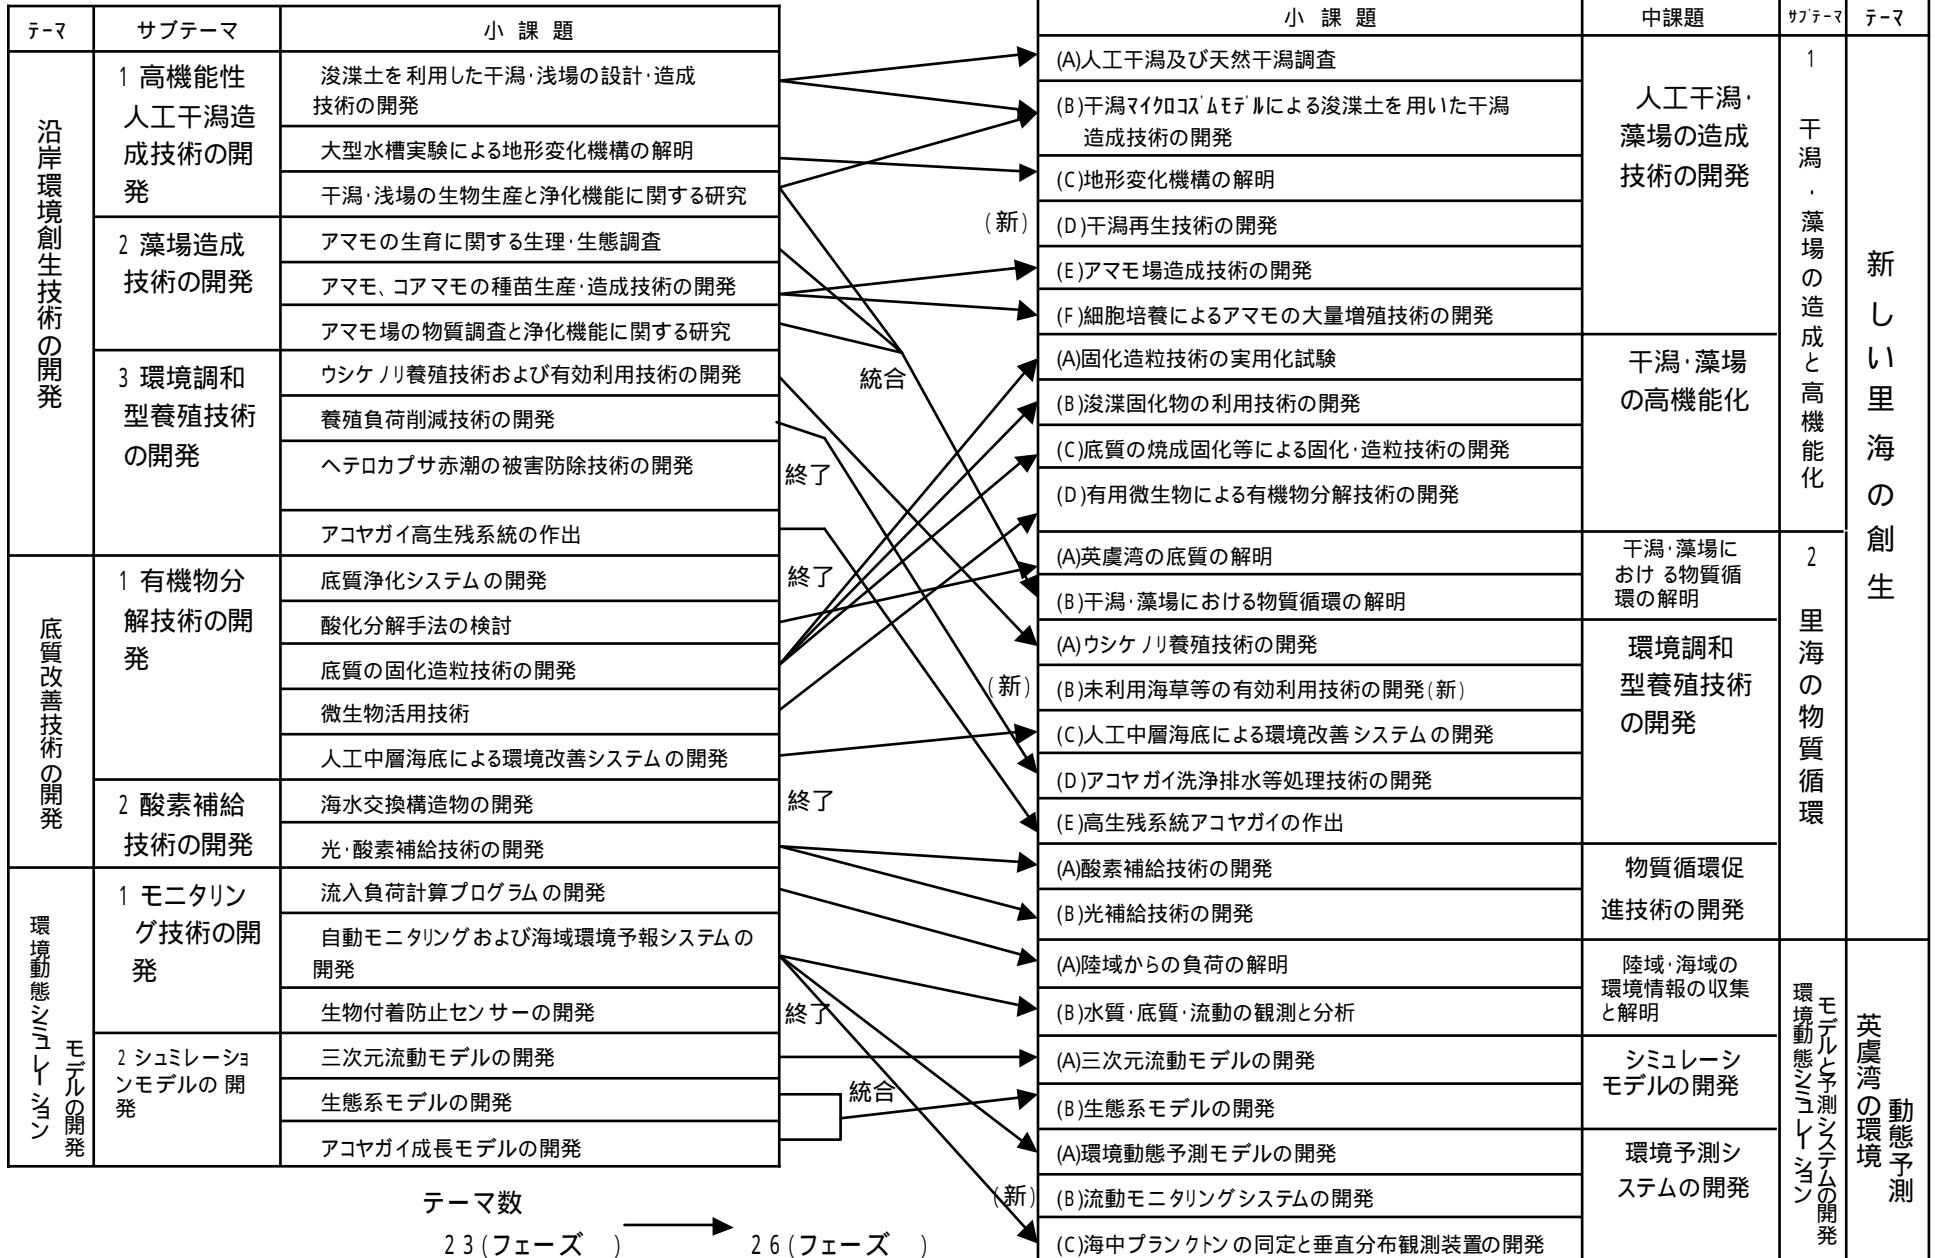 テーマ
サブテーマ
小 課 題
沿岸環境創生技術の開発
1 高機能性
人工干潟造
成技術の開
発
浚渫土を利用した干潟・浅場の設計・造成
技術の開発
大型水槽実験による地形変化機構の解明
干潟・浅場の生物生産と浄化機能に関する研究
2 藻場造成
技術の開発
アマモの生育に関する生理・生態調査
アマモ、コアマモの種苗生産・造成技術の開発
アマモ場の物質調査と浄化機能に関する研究
3 環境調和
型養殖技術
の開発
ウシケノリ養殖技術および有効利用技術の開発
養殖負荷削減技術の開発
ヘテロカプサ赤潮の被害防除技術の開発
アコヤガイ高生残系統の作出
底質改善技術の開発
1 有機物分
解技術の開
発
底質浄化システムの開発
酸化分解手法の検討
底質の固化造粒技術の開発
微生物活用技術
人工中層海底による環境改善システムの開発
2 酸素補給
技術の開発
海水交換構造物の開発
光・酸素補給技術の開発
環境動態シミュレーション
モデルの開発
1 モニタリン
グ技術の開
発
流入負荷計算プログラムの開発
自動モニタリングおよび海域環境予報システムの
開発
生物付着防止センサーの開発
2 シュミレーショ
ンモデルの 開
発
三次元流動モデルの開発
生態系モデルの開発
アコヤガイ成長モデルの開発
(新)
統合
終了
終了
(新)
終了
終了
統合
(新)
小 課 題
中課題
サブテーマ
テーマ
(A)人工干潟及び天然干潟調査
(B)干潟マイクロコズムモデルによる浚渫土を用いた干潟
造成技術の開発
(C)地形変化機構の解明
(D)干潟再生技術の開発
(E)アマモ場造成技術の開発
(F)細胞培養によるアマモの大量増殖技術の開発
人工干潟・
藻場の造成
技術の開発
(A)固化造粒技術の実用化試験
(B)浚渫固化物の利用技術の開発
(C)底質の焼成固化等による固化・造粒技術の開発
(D)有用微生物による有機物分解技術の開発
干潟・藻場
の高機能化
1 干潟・藻場の造成と高機能化
新しい里海の創生
(A)英虞湾の底質の解明
(B)干潟・藻場における物質循環の解明
干潟・藻場に
おけ る物質循
環の解明
(A)ウシケノリ養殖技術の開発
(B)未利用海草等の有効利用技術の開発(新)
(C)人工中層海底による環境改善システムの開発
(D)アコヤガイ洗浄排水等処理技術の開発
(E)高生残系統アコヤガイの作出
環境調和
型養殖技術
の開発
(A)酸素補給技術の開発
(B)光補給技術の開発
物質循環促
進技術の開発
2 里海の物質循環
(A)陸域からの負荷の解明
(B)水質・底質・流動の観測と分析
陸域・海域の
環境情報の収集
と解明
(A)三次元流動モデルの開発
(B)生態系モデルの開発
シミュレーシ
モデルの開発
(A)環境動態予測モデルの開発
(B)流動モニタリングシステムの開発
(C)海中プランクトンの同定と垂直分布観測装置の開発
環境予測シ
ステムの開発
環境動態シミュレーション
モデルと予測システムの開発
英虞湾の環境
動態予測
テーマ数
23(フェーズ )
26(フェーズ )